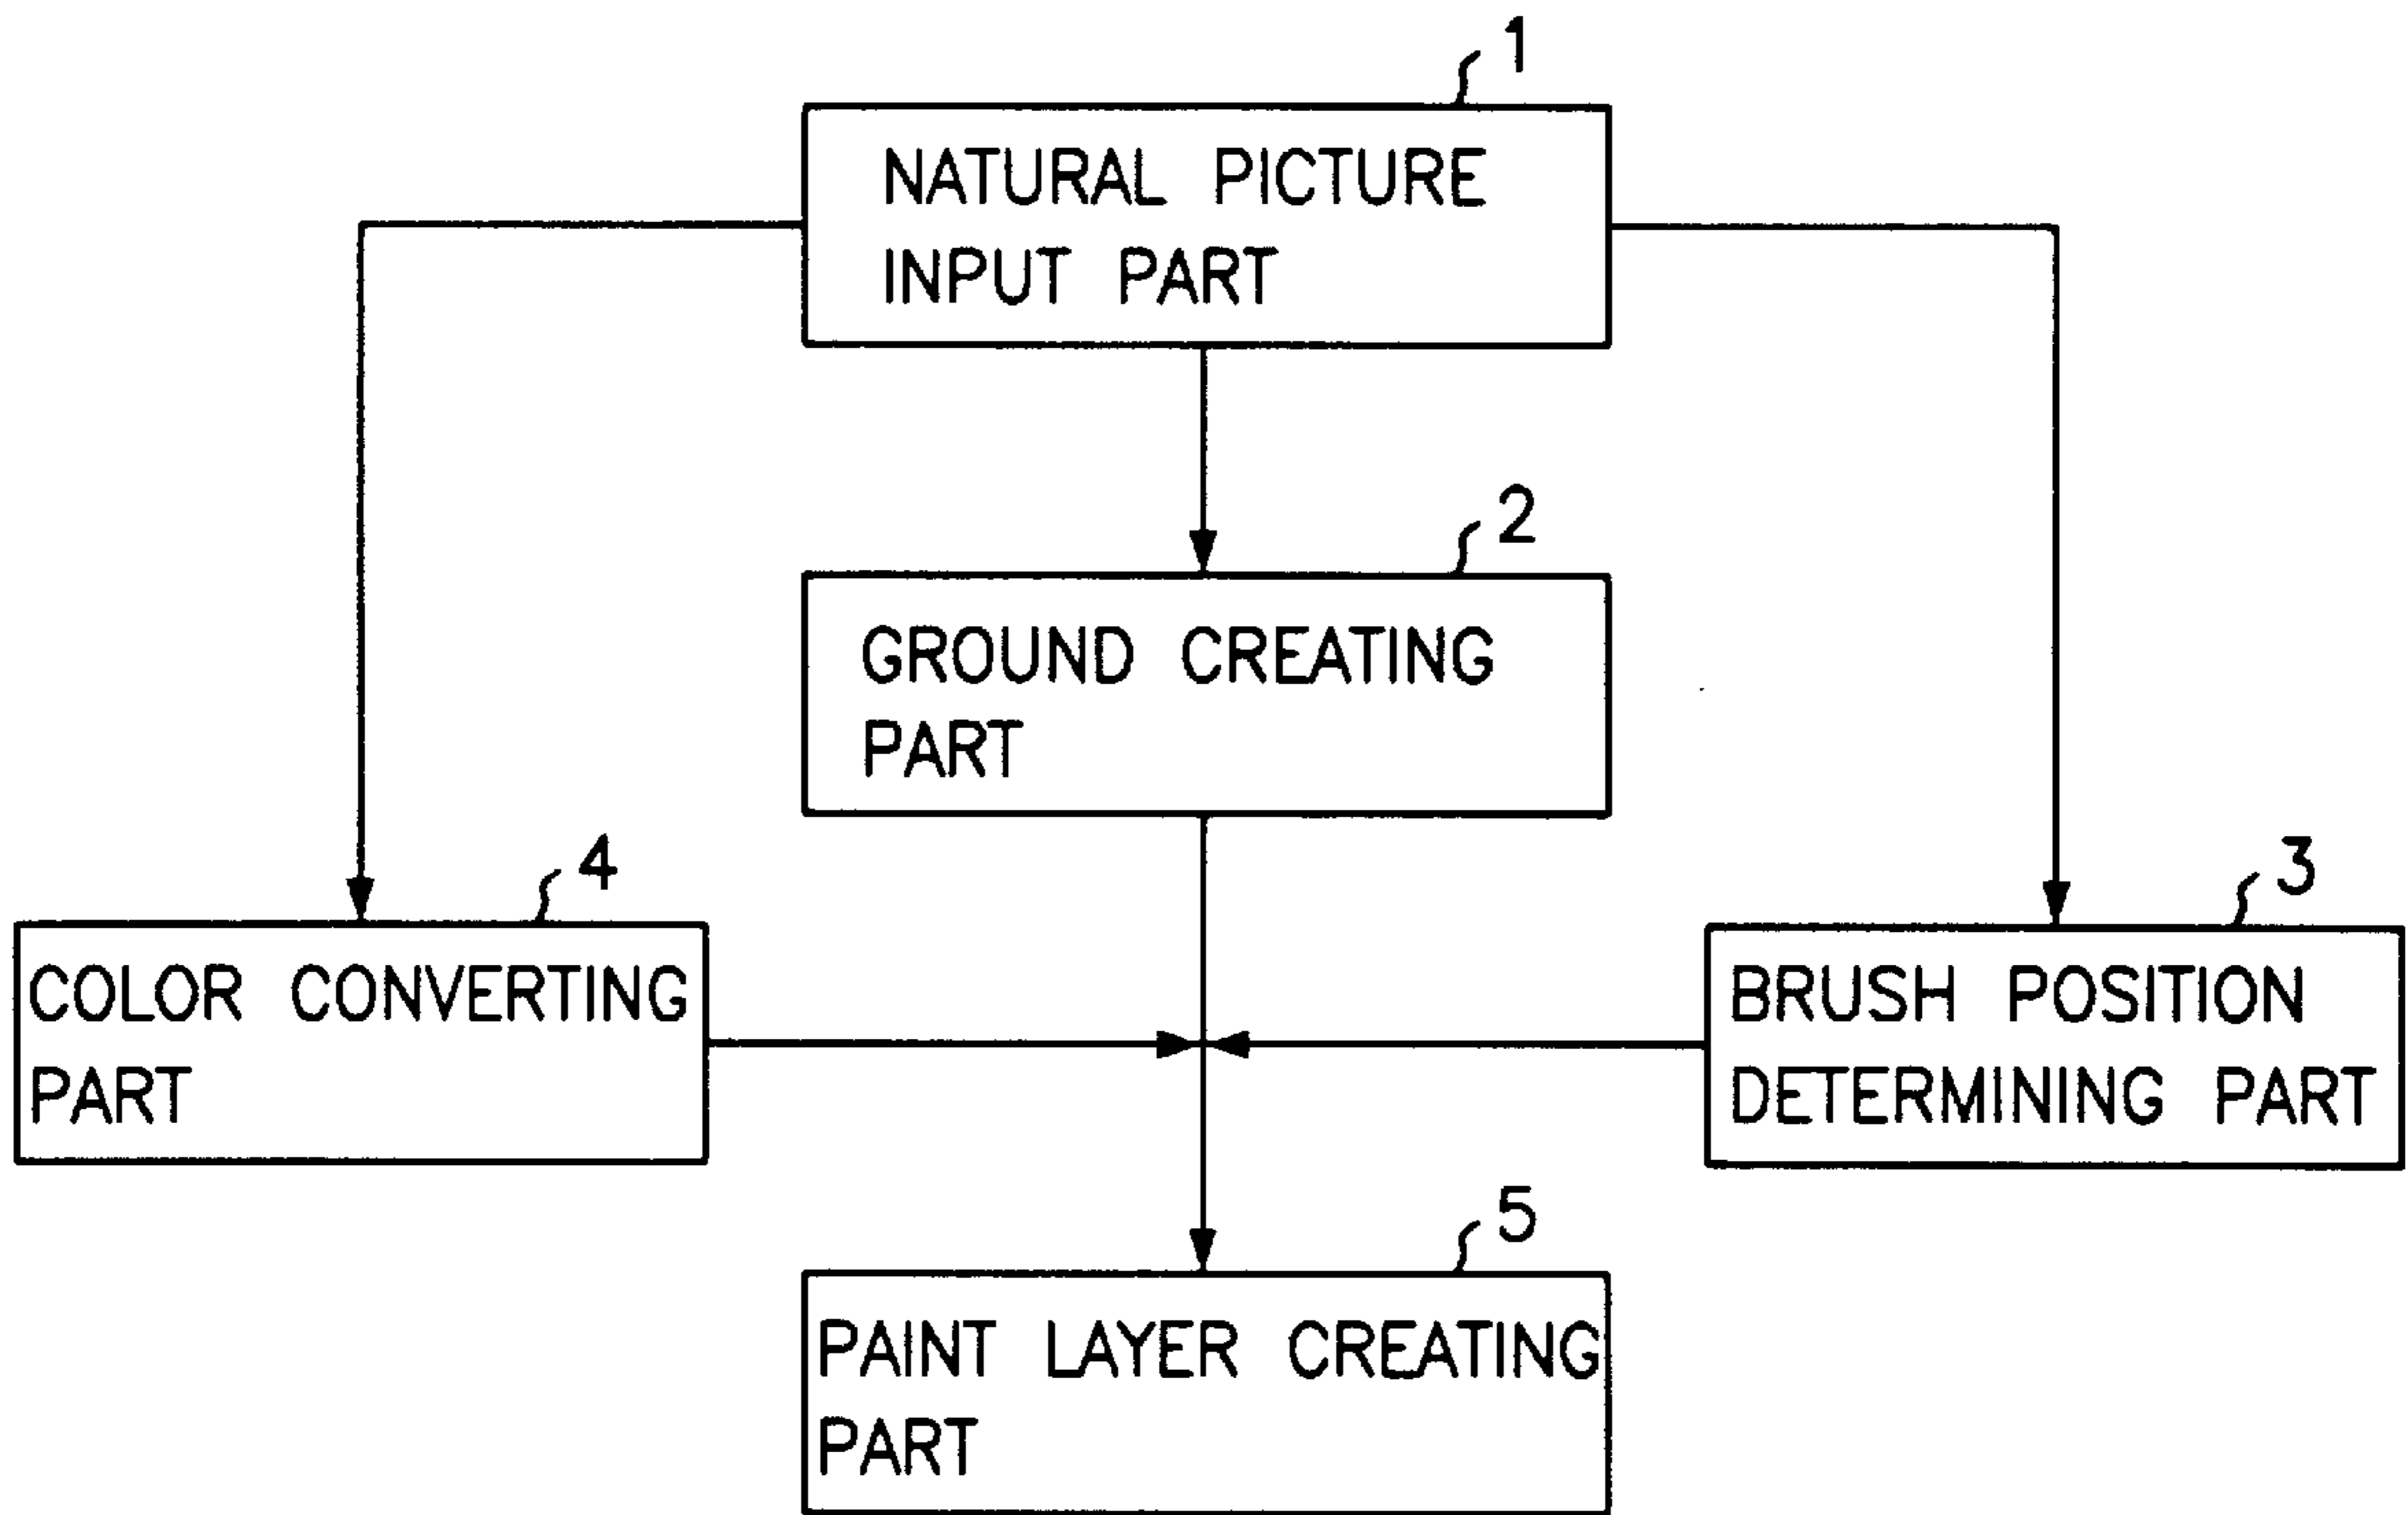 1
NATURAL PICTURE
INPUT PART
2
GROUND CREATING
PART
4
COLOR CONVERTING
PART
3
BRUSH POSITION
DETERMINING PART
5
PAINT LAYER CREATING
PART